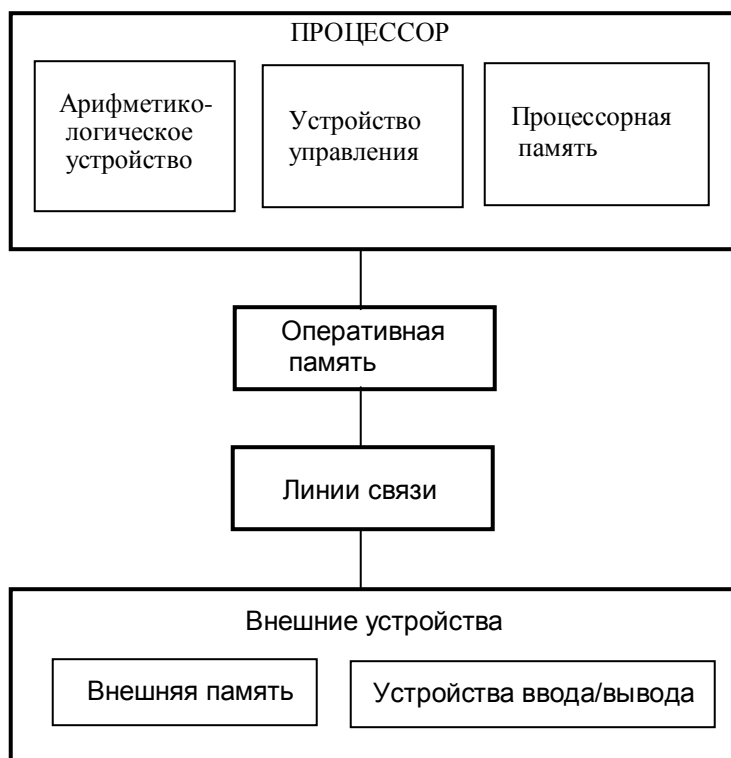 ПРОЦЕССОР
Арифметико-
логическое
устройство
Устройство
управления
Процессорная
память
Оперативная
память
Линии связи
Внешние устройства
Внешняя память
Устройства ввода/вывода